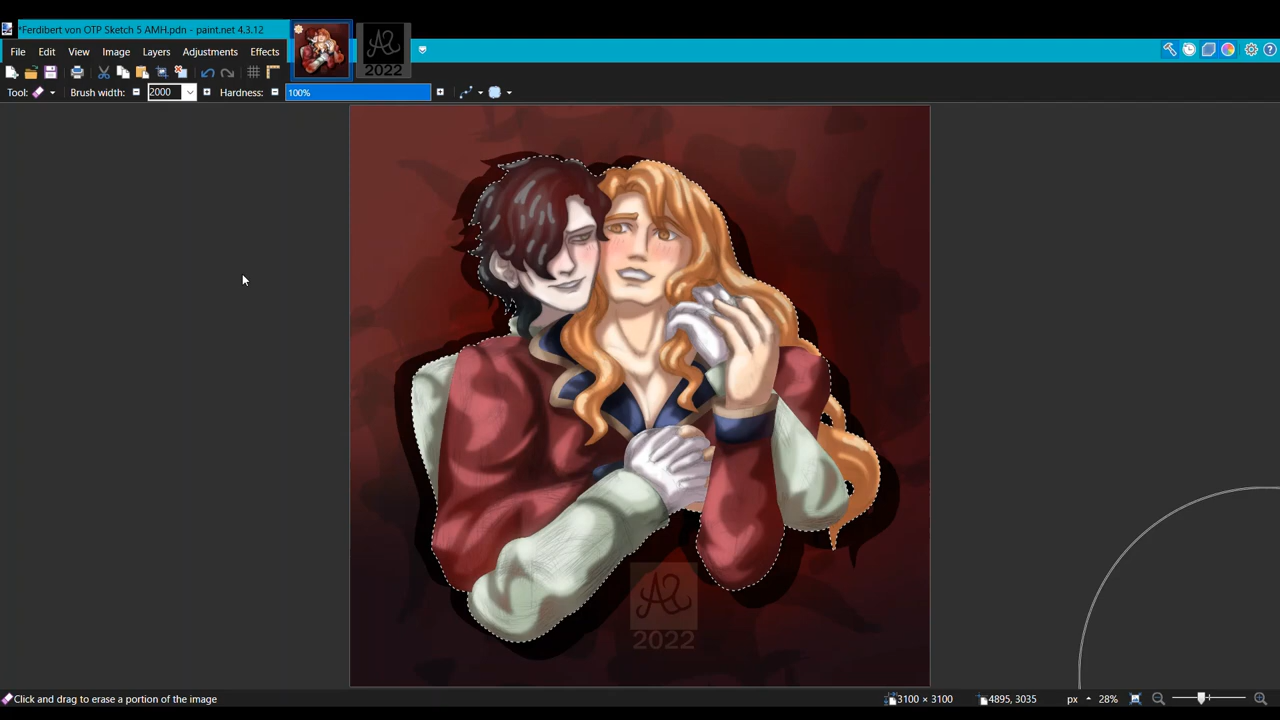 *Ferdibert von OTP Sketch 5 AMH.pdn - paint.net 4.3.12
File Edit View Image Layers Adjustments Effects
2022
Tool: Brush width: 2000 Hardness: 100%
2022
Click and drag to erase a portion of the image
3100 × 3100 4895, 3035 px 28%